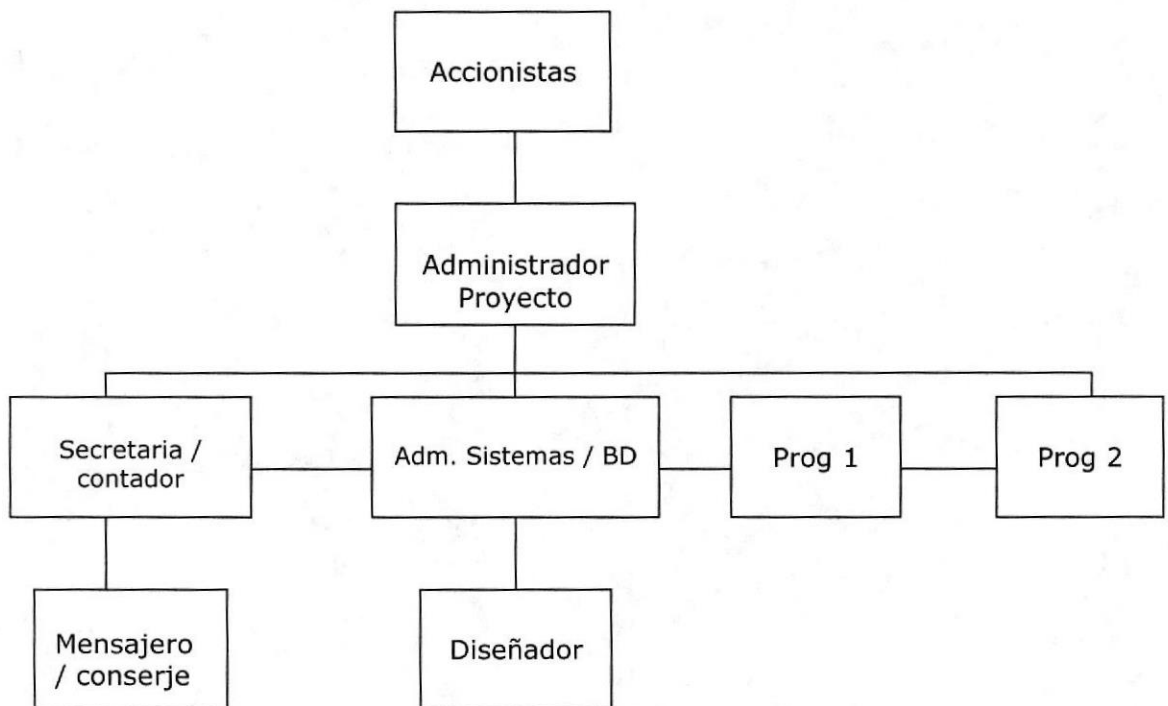 Accionistas
Administrador
Proyecto
Secretaria /
contador
Adm. Sistemas / BD
Prog 1
Prog 2
Mensajero
/ conserje
Diseñador